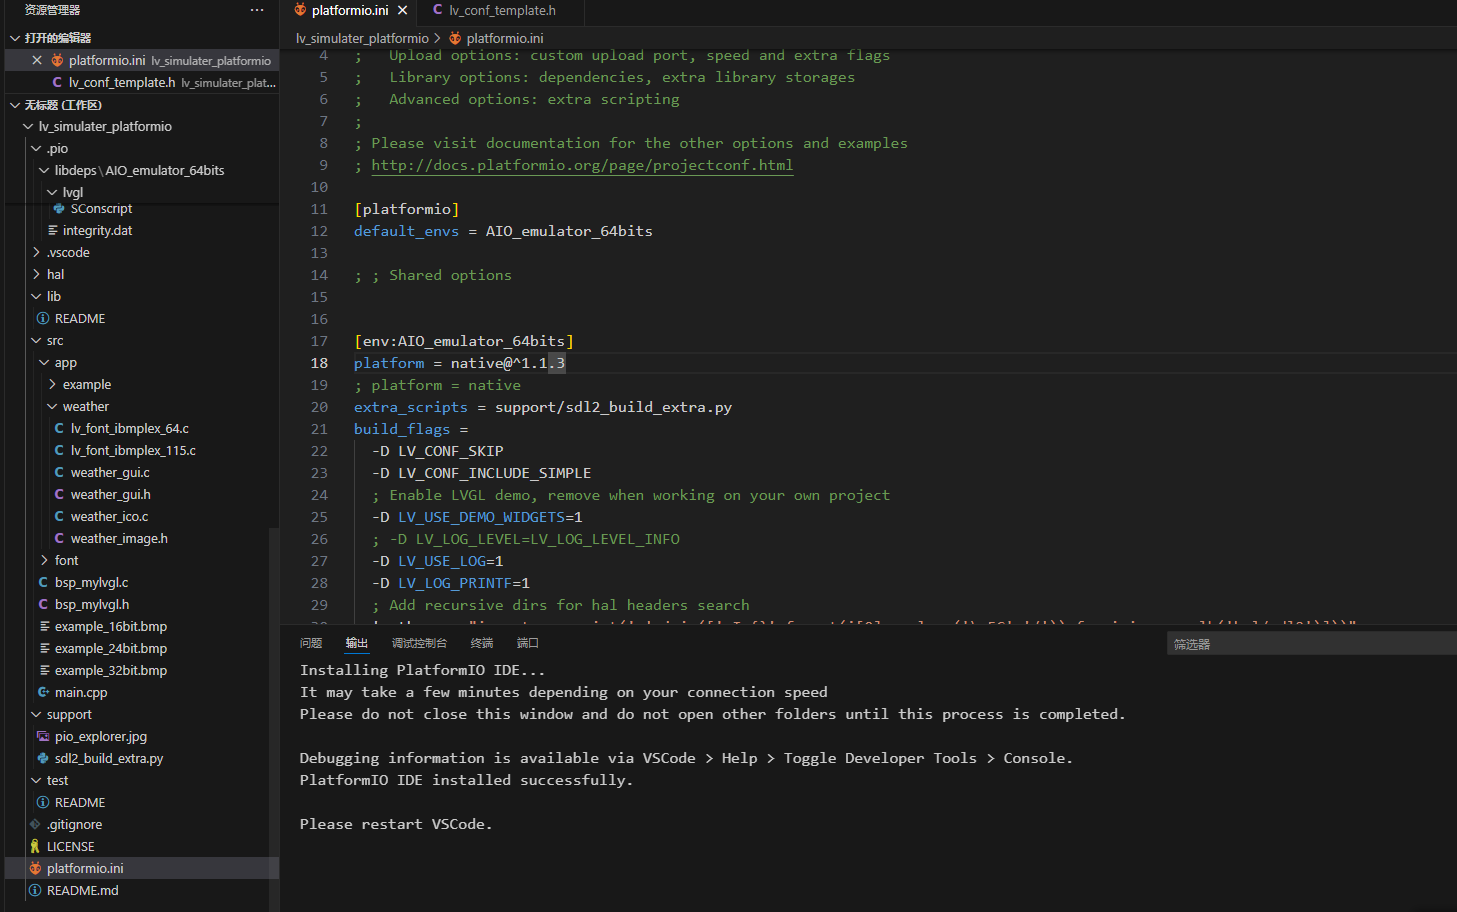 资源管理器
打开的编辑器
platformio.ini lv_simulater_platformio
lv_conf_template.h lv_simulater_plat...
无标题 (工作区)
lv_simulater_platformio
.pio
libdeps\AIO_emulator_64bits
lvgl
SConscript
integrity.dat
.vscode
hal
lib
README
src
app
example
weather
lv_font_ibmplex_64.c
lv_font_ibmplex_115.c
weather_gui.c
weather_gui.h
weather_ico.c
weather_image.h
font
bsp_mylvgl.c
bsp_mylvgl.h
example_16bit.bmp
example_24bit.bmp
example_32bit.bmp
main.cpp
support
pio_explorer.jpg
sdl2_build_extra.py
test
README
.gitignore
LICENSE
platformio.ini
README.md
platformio.ini
lv_conf_template.h
lv_simulater_platformio > platformio.ini
4 ;   Upload options: custom upload port, speed and extra flags
5 ;   Library options: dependencies, extra library storages
6 ;   Advanced options: extra scripting
7 ;
8 ; Please visit documentation for the other options and examples
9 ; http://docs.platformio.org/page/projectconf.html
10
11 [platformio]
12 default_envs = AIO_emulator_64bits
13
14 ; ; Shared options
15
16
17 [env:AIO_emulator_64bits]
18 platform = native@^1.1.3
19 ; platform = native
20 extra_scripts = support/sdl2_build_extra.py
21 build_flags =
22   -D LV_CONF_SKIP
23   -D LV_CONF_INCLUDE_SIMPLE
24   ; Enable LVGL demo, remove when working on your own project
25   -D LV_USE_DEMO_WIDGETS=1
26   ; -D LV_LOG_LEVEL=LV_LOG_LEVEL_INFO
27   -D LV_USE_LOG=1
28   -D LV_LOG_PRINTF=1
29   ; Add recursive dirs for hal headers search
问题 输出 调试控制台 终端 端口
筛选器
Installing PlatformIO IDE...
It may take a few minutes depending on your connection speed
Please do not close this window and do not open other folders until this process is completed.
Debugging information is available via VSCode > Help > Toggle Developer Tools > Console.
PlatformIO IDE installed successfully.
Please restart VSCode.